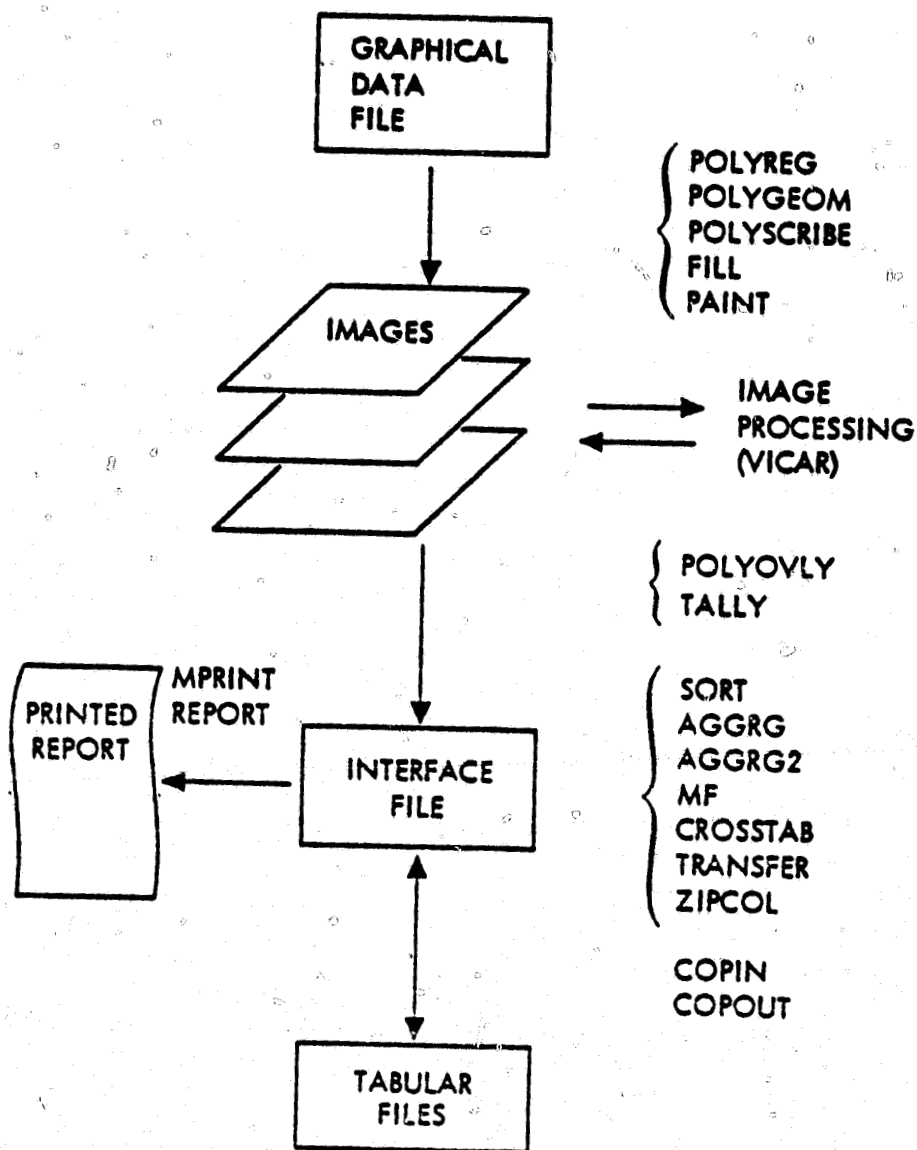 GRAPHICAL
DATA
FILE
POLYREG
POLYGEOM
POLYSCRIBE
FILL
PAINT
IMAGES
IMAGE
PROCESSING
(VICAR)
POLYOVLY
TALLY
MPRINT
REPORT
PRINTED
REPORT
INTERFACE
FILE
SORT
AGGRG
AGGRG2
MF
CROSSTAB
TRANSFER
ZIPCOL
COPIN
COPOUT
TABULAR
FILES